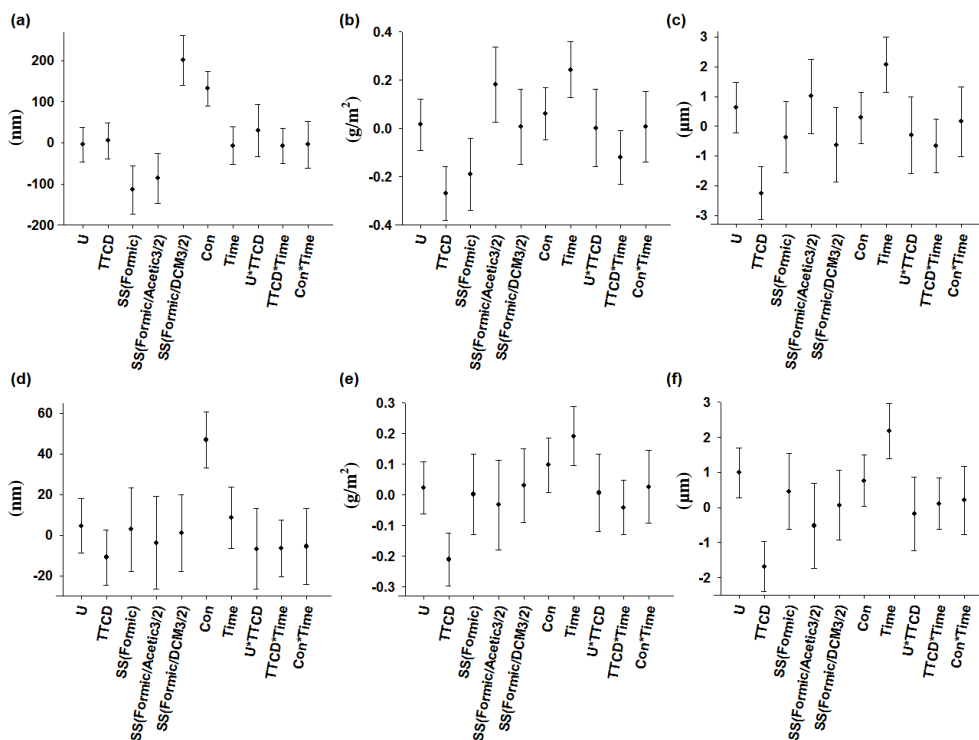 (a)
(nm)
200
100
0
-100
-200
U
TTCD
SS(Formic)
SS(Formic/Acetic3/2)
SS(Formic/DCM3/2)
Con
Time
U*TTCD
TTCD*Time
Con*Time
(b)
(g/m²)
0.4
0.2
0.0
-0.2
-0.4
U
TTCD
SS(Formic)
SS(Formic/Acetic3/2)
SS(Formic/DCM3/2)
Con
Time
U*TTCD
TTCD*Time
Con*Time
(c)
(µm)
3
2
1
0
-1
-2
-3
U
TTCD
SS(Formic)
SS(Formic/Acetic3/2)
SS(Formic/DCM3/2)
Con
Time
U*TTCD
TTCD*Time
Con*Time
(d)
(nm)
60
40
20
0
-20
U
TTCD
SS(Formic)
SS(Formic/Acetic3/2)
SS(Formic/DCM3/2)
Con
Time
U*TTCD
TTCD*Time
Con*Time
(e)
(g/m²)
0.3
0.2
0.1
0.0
-0.1
-0.2
-0.3
U
TTCD
SS(Formic)
SS(Formic/Acetic3/2)
SS(Formic/DCM3/2)
Con
Time
U*TTCD
TTCD*Time
Con*Time
(f)
(µm)
3
2
1
0
-1
-2
U
TTCD
SS(Formic)
SS(Formic/Acetic3/2)
SS(Formic/DCM3/2)
Con
Time
U*TTCD
TTCD*Time
Con*Time